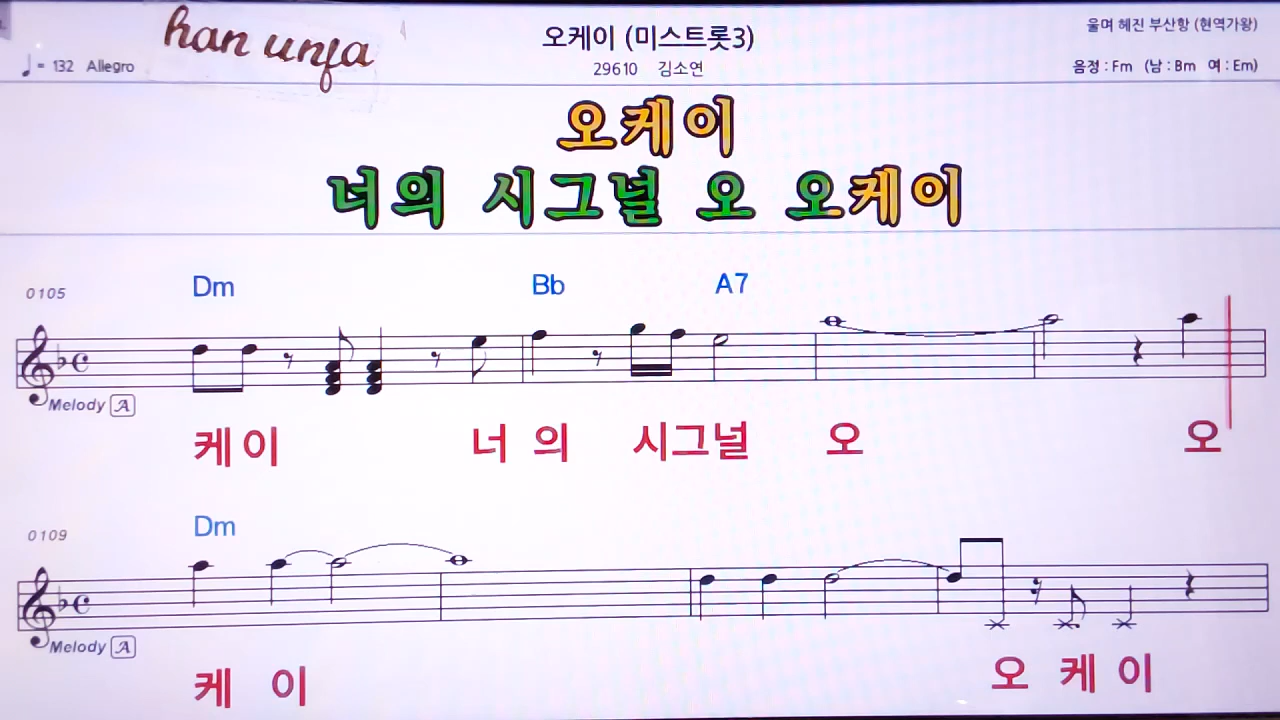 han unja
오케이 (미스트롯3)
울며 헤진 부산항 (현역가왕)
♩ = 132 Allegro
29610 김소연
음정 : Fm (남 : Bm 여 : Em)
오케이
너의 시그널 오 오케이
0105
Dm Bb A7
Melody A
케 이 너 의 시그널 오 오
0109
Dm
Melody A
케 이 오 케 이